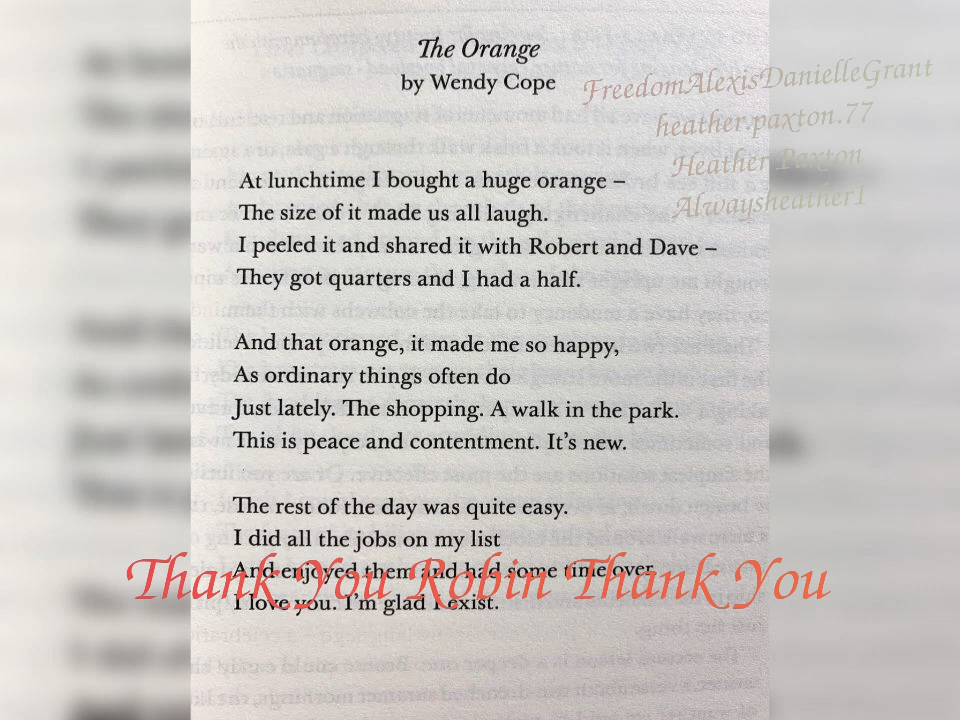 The Orange
by Wendy Cope
FreedomAlexisDanielleGrant
heather.paxton.77
Heather Paxton
Alwaysheather1
At lunchtime I bought a huge orange –
The size of it made us all laugh.
I peeled it and shared it with Robert and Dave –
They got quarters and I had a half.
And that orange, it made me so happy,
As ordinary things often do
Just lately. The shopping. A walk in the park.
This is peace and contentment. It's new.
The rest of the day was quite easy.
I did all the jobs on my list
And enjoyed them and had some time over.
I love you. I'm glad I exist.
Thank You Robin Thank You